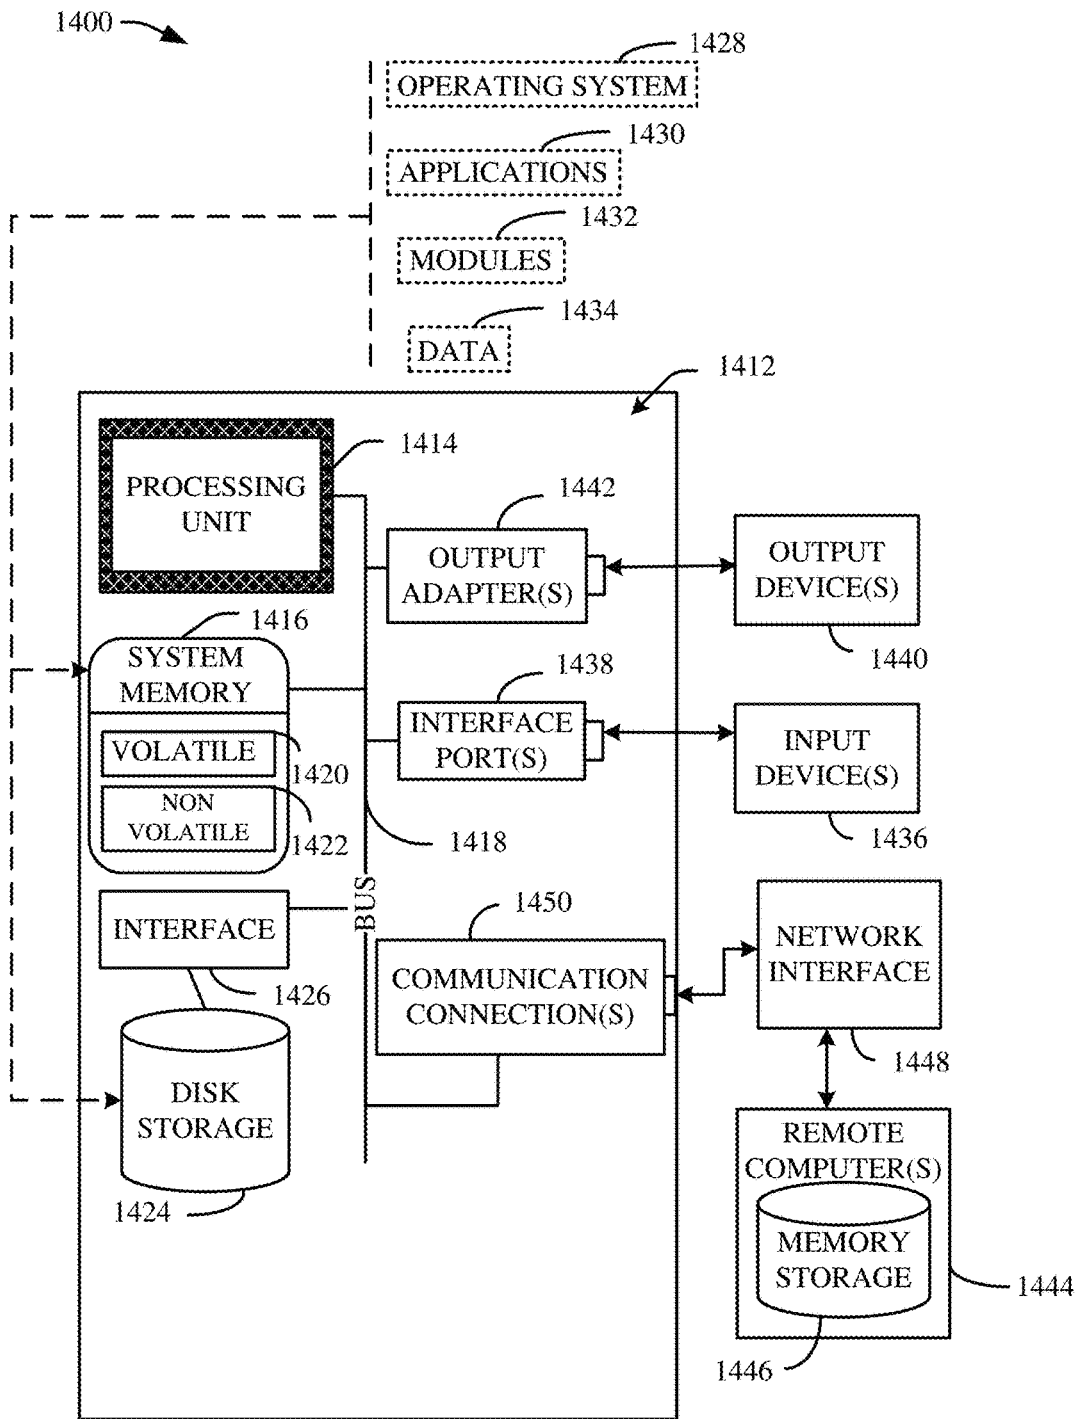 1400
1428
OPERATING SYSTEM
1430
APPLICATIONS
1432
MODULES
1434
DATA
1412
1414
PROCESSING
UNIT
1442
OUTPUT
ADAPTER(S)
OUTPUT
DEVICE(S)
1440
1416
SYSTEM
MEMORY
VOLATILE
1420
NON
VOLATILE
1422
1438
INTERFACE
PORT(S)
INPUT
DEVICE(S)
1436
1418
BUS
INTERFACE
1426
1450
COMMUNICATION
CONNECTION(S)
NETWORK
INTERFACE
1448
DISK
STORAGE
1424
REMOTE
COMPUTER(S)
MEMORY
STORAGE
1444
1446